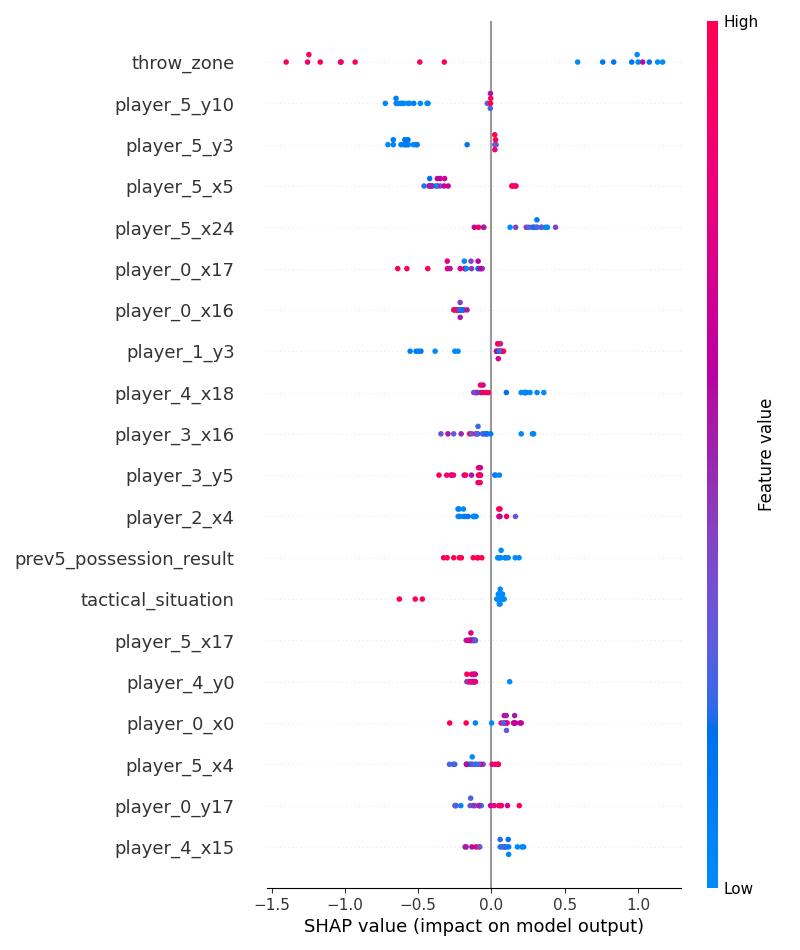 High
throw_zone
player_5_y10
player_5_y3
player_5_x5
player_5_x24
player_0_x17
player_0_x16
player_1_y3
player_4_x18
player_3_x16
player_3_y5
player_2_x4
prev5_possession_result
tactical_situation
player_5_x17
player_4_y0
player_0_x0
player_5_x4
player_0_y17
player_4_x15
Feature value
Low
−1.5 −1.0 −0.5 0.0 0.5 1.0
SHAP value (impact on model output)